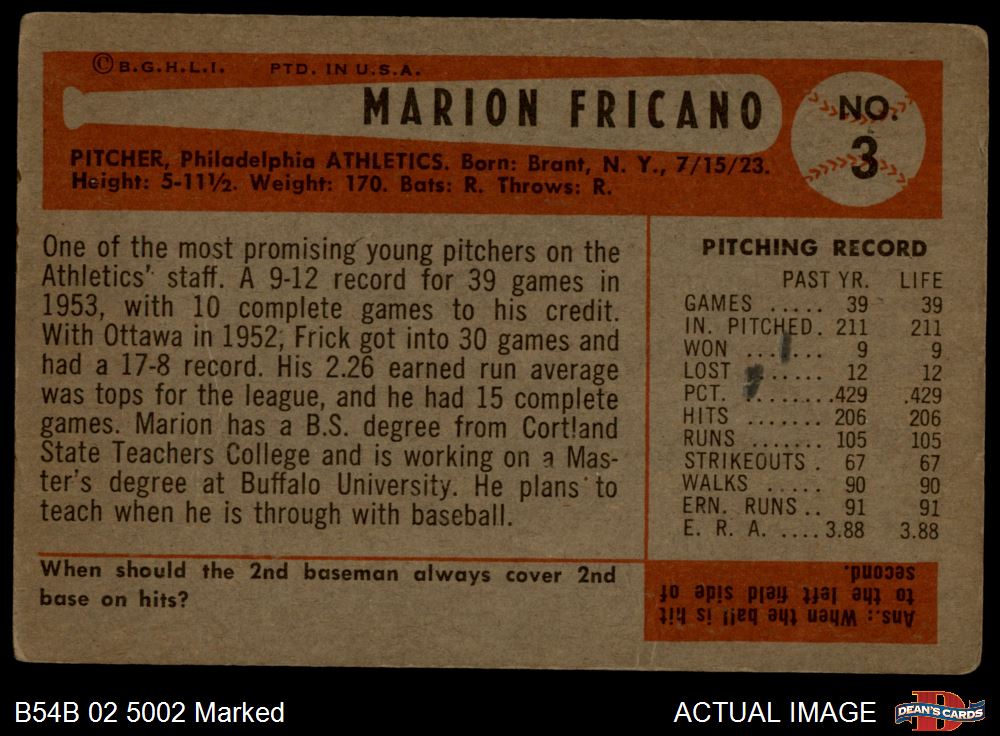 © B.G.H.L.I. PTD. IN U.S.A.
MARION FRICANO
NO.
3
PITCHER, Philadelphia ATHLETICS. Born: Brant, N. Y., 7/15/23.
Height: 5-11½. Weight: 170. Bats: R. Throws: R.
One of the most promising young pitchers on the
Athletics' staff. A 9-12 record for 39 games in
1953, with 10 complete games to his credit.
With Ottawa in 1952, Frick got into 30 games and
had a 17-8 record. His 2.26 earned run average
was tops for the league, and he had 15 complete
games. Marion has a B.S. degree from Cortland
State Teachers College and is working on a Mas-
ter's degree at Buffalo University. He plans to
teach when he is through with baseball.
PITCHING RECORD
PAST YR. LIFE
GAMES ..... 39 39
IN. PITCHED. 211 211
WON ....... 9 9
LOST ....... 12 12
PCT. ........ .429 .429
HITS ....... 206 206
RUNS ....... 105 105
STRIKEOUTS . 67 67
WALKS ..... 90 90
ERN. RUNS .. 91 91
E. R. A. .... 3.88 3.88
When should the 2nd baseman always cover 2nd
base on hits?
Ans.: When the ball is hit
to the left field side of
second.
B54B 02 5002 Marked
ACTUAL IMAGE
D
DEAN'S CARDS